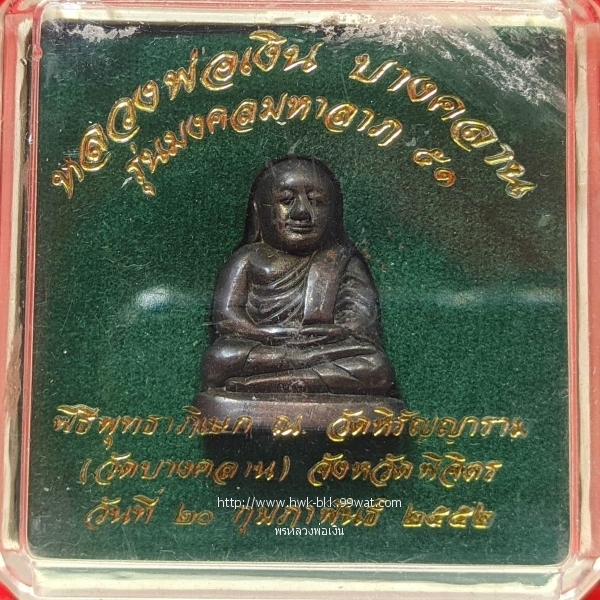 หลวงพ่อเงิน บางคลาน
รุ่นมงคลมหาลาภ ๕๑
พิธีพุทธาภิเษก ณ. วัดหิรัญญาราม
(วัดบางคลาน) จังหวัดพิจิตร
http://www.hwk-bkk.99wat.com/
วันที่ ๒๐ กุมภาพันธ์ ๒๕๕๒
พรหลวงพ่อเงิน